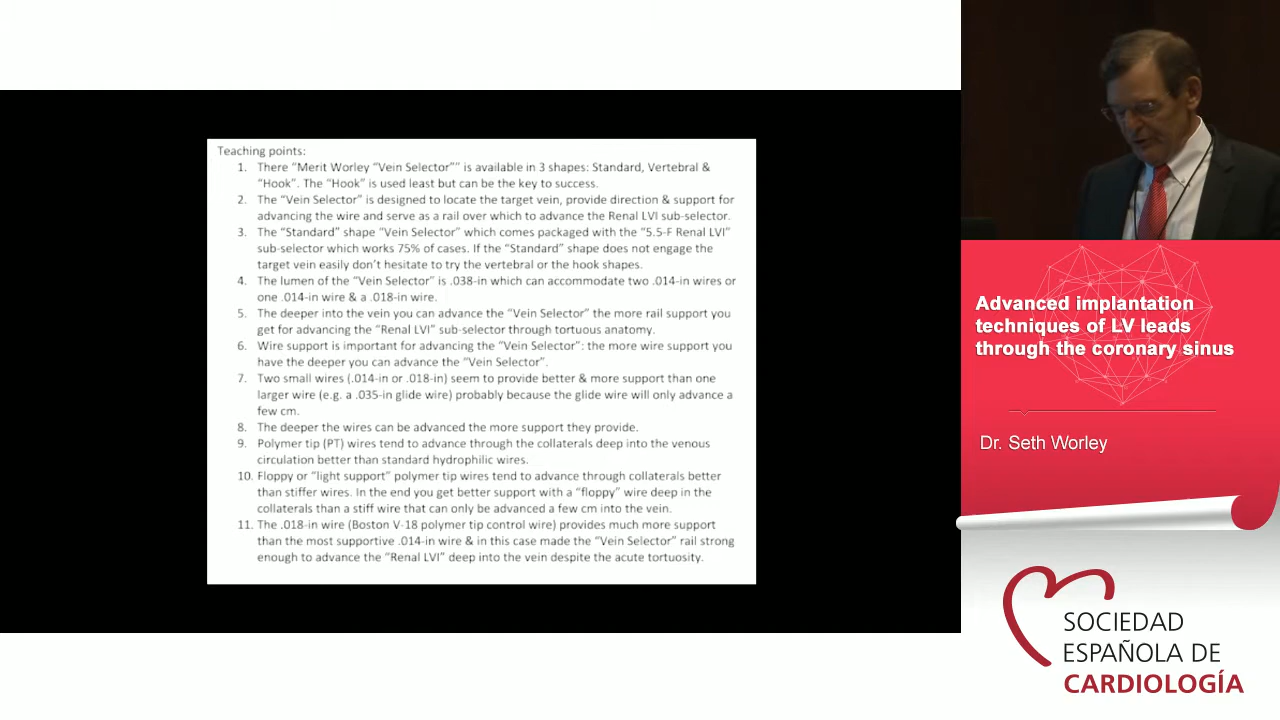 Teaching points:
1. There "Merit Worley "Vein Selector"" is available in 3 shapes: Standard, Vertebral &
"Hook". The "Hook" is used least but can be the key to success.
2. The "Vein Selector" is designed to locate the target vein, provide direction & support for
advancing the wire and serve as a rail over which to advance the Renal LVI sub-selector.
3. The "Standard" shape "Vein Selector" which comes packaged with the "5.5-F Renal LVI"
sub-selector which works 75% of cases. If the "Standard" shape does not engage the
target vein easily don't hesitate to try the vertebral or the hook shapes.
4. The lumen of the "Vein Selector" is .038-in which can accommodate two .014-in wires or
one .014-in wire & a .018-in wire.
5. The deeper into the vein you can advance the "Vein Selector" the more rail support you
get for advancing the "Renal LVI" sub-selector through tortuous anatomy.
6. Wire support is important for advancing the "Vein Selector": the more wire support you
have the deeper you can advance the "Vein Selector".
7. Two small wires (.014-in or .018-in) seem to provide better & more support than one
larger wire (e.g. a .035-in glide wire) probably because the glide wire will only advance a
few cm.
8. The deeper the wires can be advanced the more support they provide.
9. Polymer tip (PT) wires tend to advance through the collaterals deep into the venous
circulation better than standard hydrophilic wires.
10. Floppy or "light support" polymer tip wires tend to advance through collaterals better
than stiffer wires. In the end you get better support with a "floppy" wire deep in the
collaterals than a stiff wire that can only be advanced a few cm into the vein.
11. The .018-in wire (Boston V-18 polymer tip control wire) provides much more support
than the most supportive .014-in wire & in this case made the "Vein Selector" rail strong
enough to advance the "Renal LVI" deep into the vein despite the acute tortuosity.
Advanced implantation
techniques of LV leads
through the coronary sinus
Dr. Seth Worley
SOCIEDAD
ESPAÑOLA DE
CARDIOLOGÍA